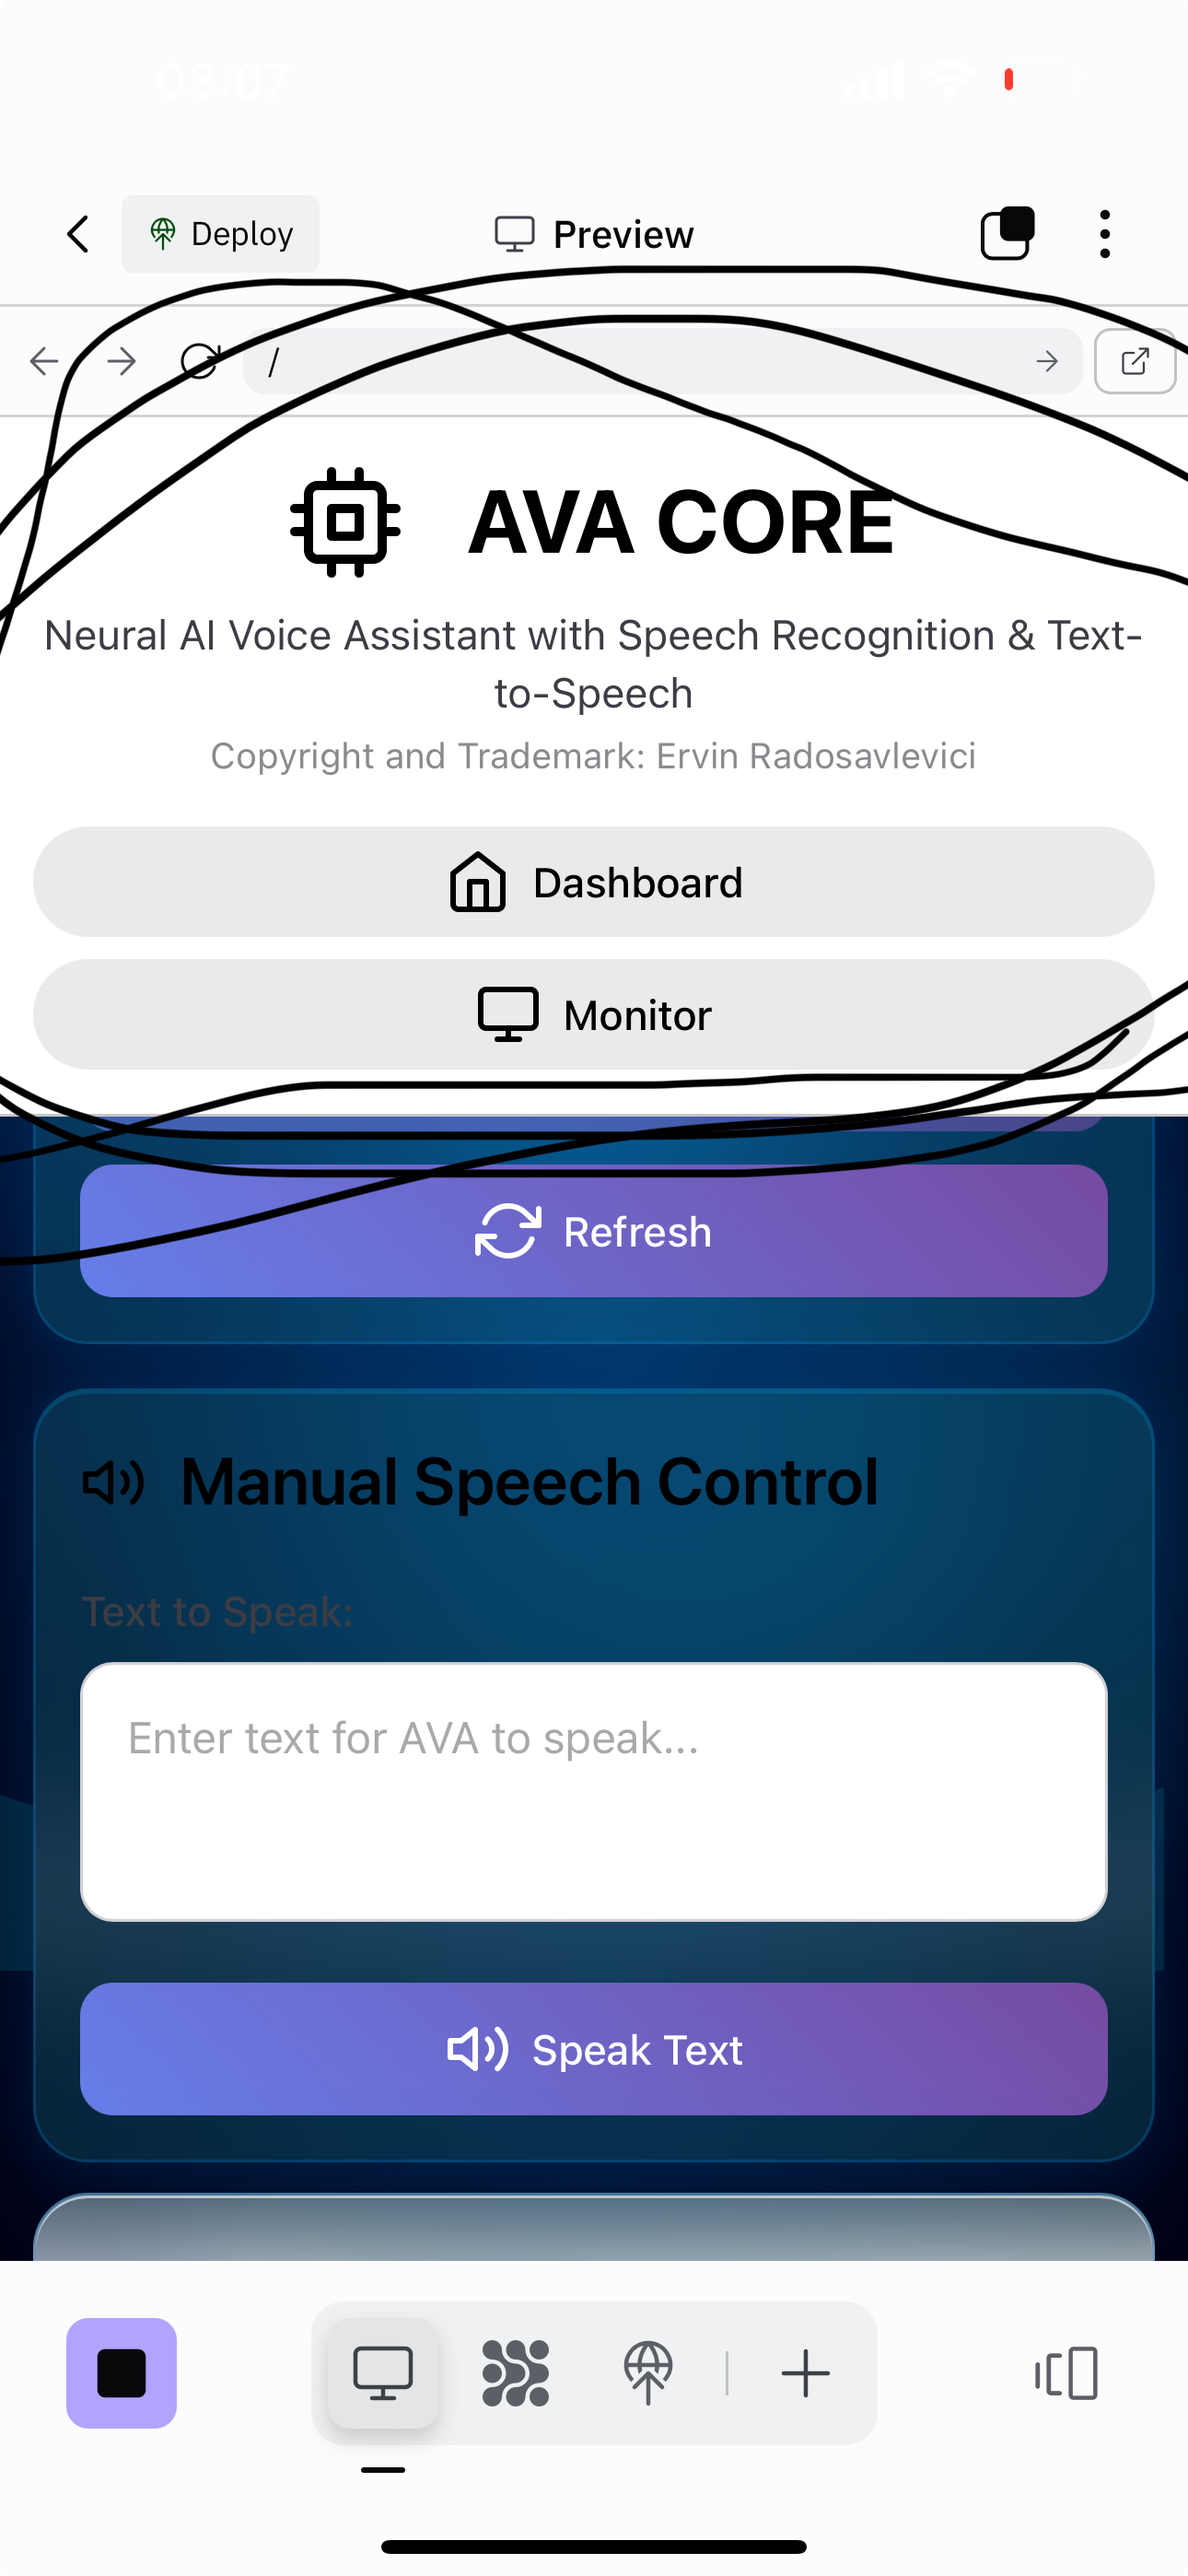 03:07
Deploy
Preview
/
AVA CORE
Neural AI Voice Assistant with Speech Recognition & Text-
to-Speech
Copyright and Trademark: Ervin Radosavlevici
Dashboard
Monitor
Refresh
Manual Speech Control
Text to Speak:
Enter text for AVA to speak...
Speak Text